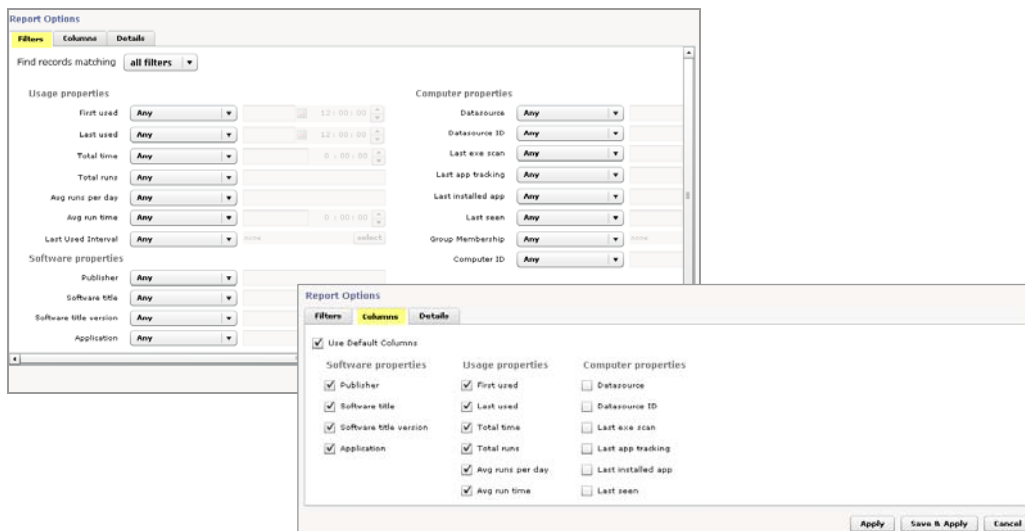 Report Options
Filters Columns Details
Find records matching all filters
Usage properties
First used Any 12:00:00
Last used Any 12:00:00
Total time Any 0:00:00
Total runs Any
Avg runs per day Any
Avg run time Any 0:00:00
Last Used Interval Any none select
Software properties
Publisher Any
Software title Any
Software title version Any
Application Any
Computer properties
Datasource Any
Datasource ID Any
Last exe scan Any
Last app tracking Any
Last installed app Any
Last seen Any
Group Membership Any none
Computer ID Any
Report Options
Filters Columns Details
Use Default Columns
Software properties
Publisher
Software title
Software title version
Application
Usage properties
First used
Last used
Total time
Total runs
Avg runs per day
Avg run time
Computer properties
Datasource
Datasource ID
Last exe scan
Last app tracking
Last installed app
Last seen
Apply Save & Apply Cancel